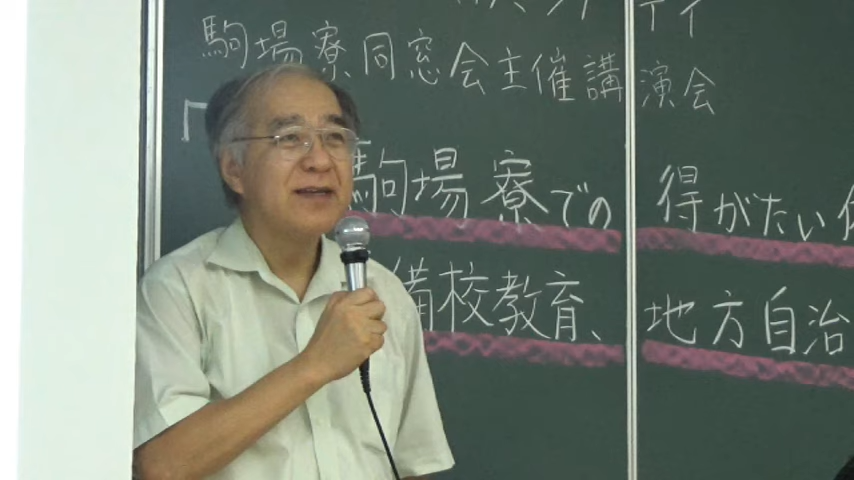 駒場寮同窓会主催講演会
「駒場寮での得がたい
備校教育、地方自治